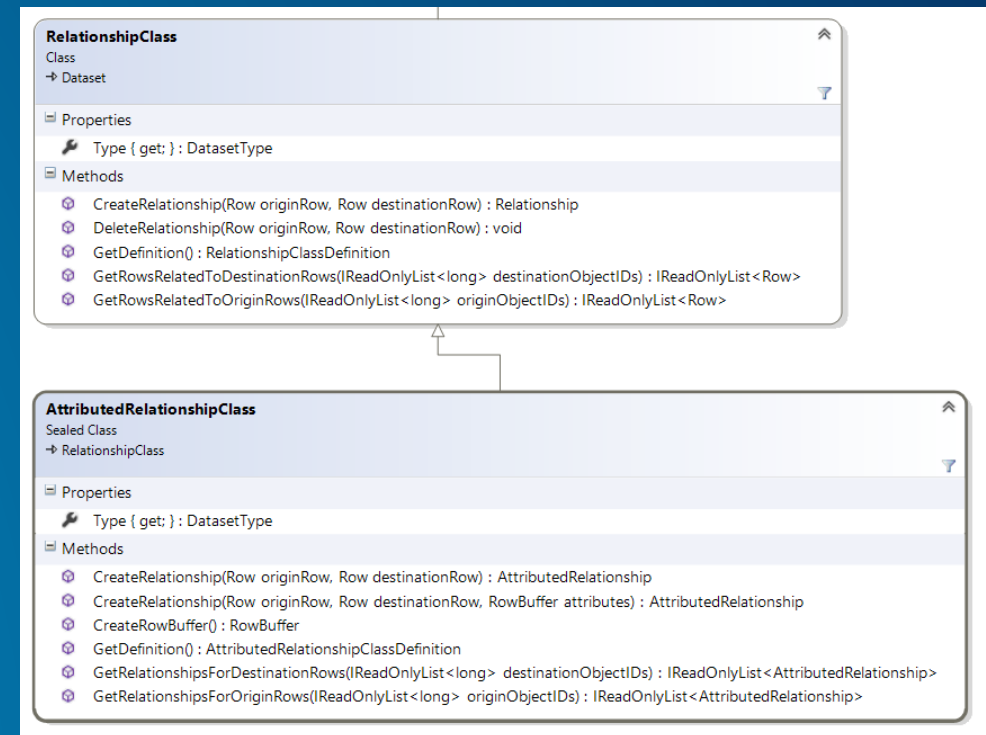 RelationshipClass
Class
Dataset
Properties
Type { get; } : DatasetType
Methods
CreateRelationship(Row originRow, Row destinationRow) : Relationship
DeleteRelationship(Row originRow, Row destinationRow) : void
GetDefinition() : RelationshipClassDefinition
GetRowsRelatedToDestinationRows(IReadOnlyList<long> destinationObjectIDs) : IReadOnlyList<Row>
GetRowsRelatedToOriginRows(IReadOnlyList<long> originObjectIDs) : IReadOnlyList<Row>
AttributedRelationshipClass
Sealed Class
RelationshipClass
Properties
Type { get; } : DatasetType
Methods
CreateRelationship(Row originRow, Row destinationRow) : AttributedRelationship
CreateRelationship(Row originRow, Row destinationRow, RowBuffer attributes) : AttributedRelationship
CreateRowBuffer() : RowBuffer
GetDefinition() : AttributedRelationshipClassDefinition
GetRelationshipsForDestinationRows(IReadOnlyList<long> destinationObjectIDs) : IReadOnlyList<AttributedRelationship>
GetRelationshipsForOriginRows(IReadOnlyList<long> originObjectIDs) : IReadOnlyList<AttributedRelationship>